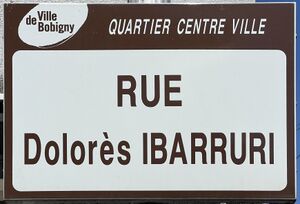 Ville
de Bobigny
QUARTIER CENTRE VILLE
RUE
Dolorès IBARRURI